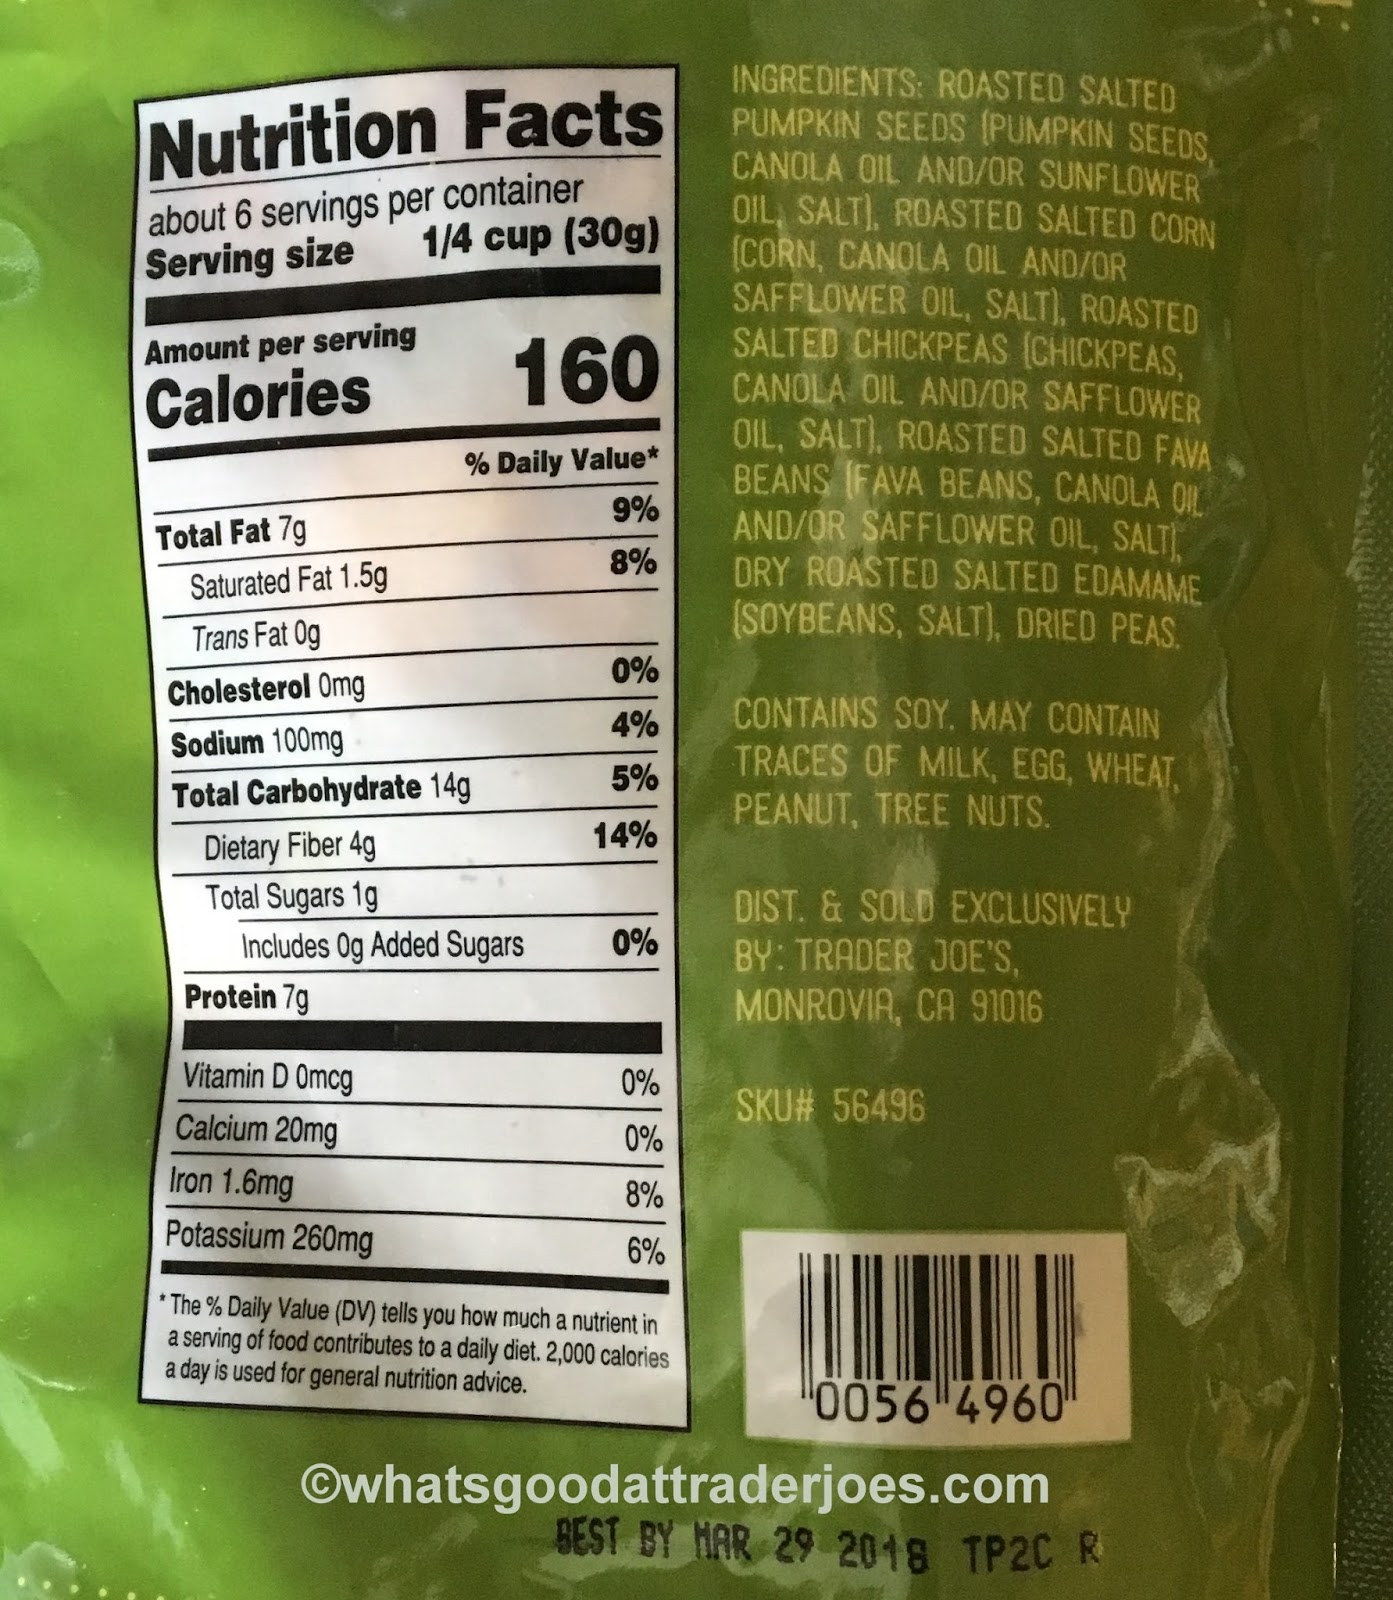 Nutrition Facts
about 6 servings per container
Serving size 1/4 cup (30g)
Amount per serving
Calories 160
% Daily Value*
Total Fat 7g 9%
Saturated Fat 1.5g 8%
Trans Fat 0g
Cholesterol 0mg 0%
Sodium 100mg 4%
Total Carbohydrate 14g 5%
Dietary Fiber 4g 14%
Total Sugars 1g
Includes 0g Added Sugars 0%
Protein 7g
Vitamin D 0mcg 0%
Calcium 20mg 0%
Iron 1.6mg 8%
Potassium 260mg 6%
* The % Daily Value (DV) tells you how much a nutrient in
a serving of food contributes to a daily diet. 2,000 calories
a day is used for general nutrition advice.
INGREDIENTS: ROASTED SALTED
PUMPKIN SEEDS (PUMPKIN SEEDS,
CANOLA OIL AND/OR SUNFLOWER
OIL, SALT), ROASTED SALTED CORN
(CORN, CANOLA OIL AND/OR
SAFFLOWER OIL, SALT), ROASTED
SALTED CHICKPEAS (CHICKPEAS,
CANOLA OIL AND/OR SAFFLOWER
OIL, SALT), ROASTED SALTED FAVA
BEANS (FAVA BEANS, CANOLA OIL
AND/OR SAFFLOWER OIL, SALT),
DRY ROASTED SALTED EDAMAME
(SOYBEANS, SALT), DRIED PEAS.
CONTAINS SOY. MAY CONTAIN
TRACES OF MILK, EGG, WHEAT,
PEANUT, TREE NUTS.
DIST. & SOLD EXCLUSIVELY
BY: TRADER JOE'S,
MONROVIA, CA 91016
SKU# 56496
0056 4960
©whatsgoodattraderjoes.com
BEST BY MAR 29 2018 TP2C R